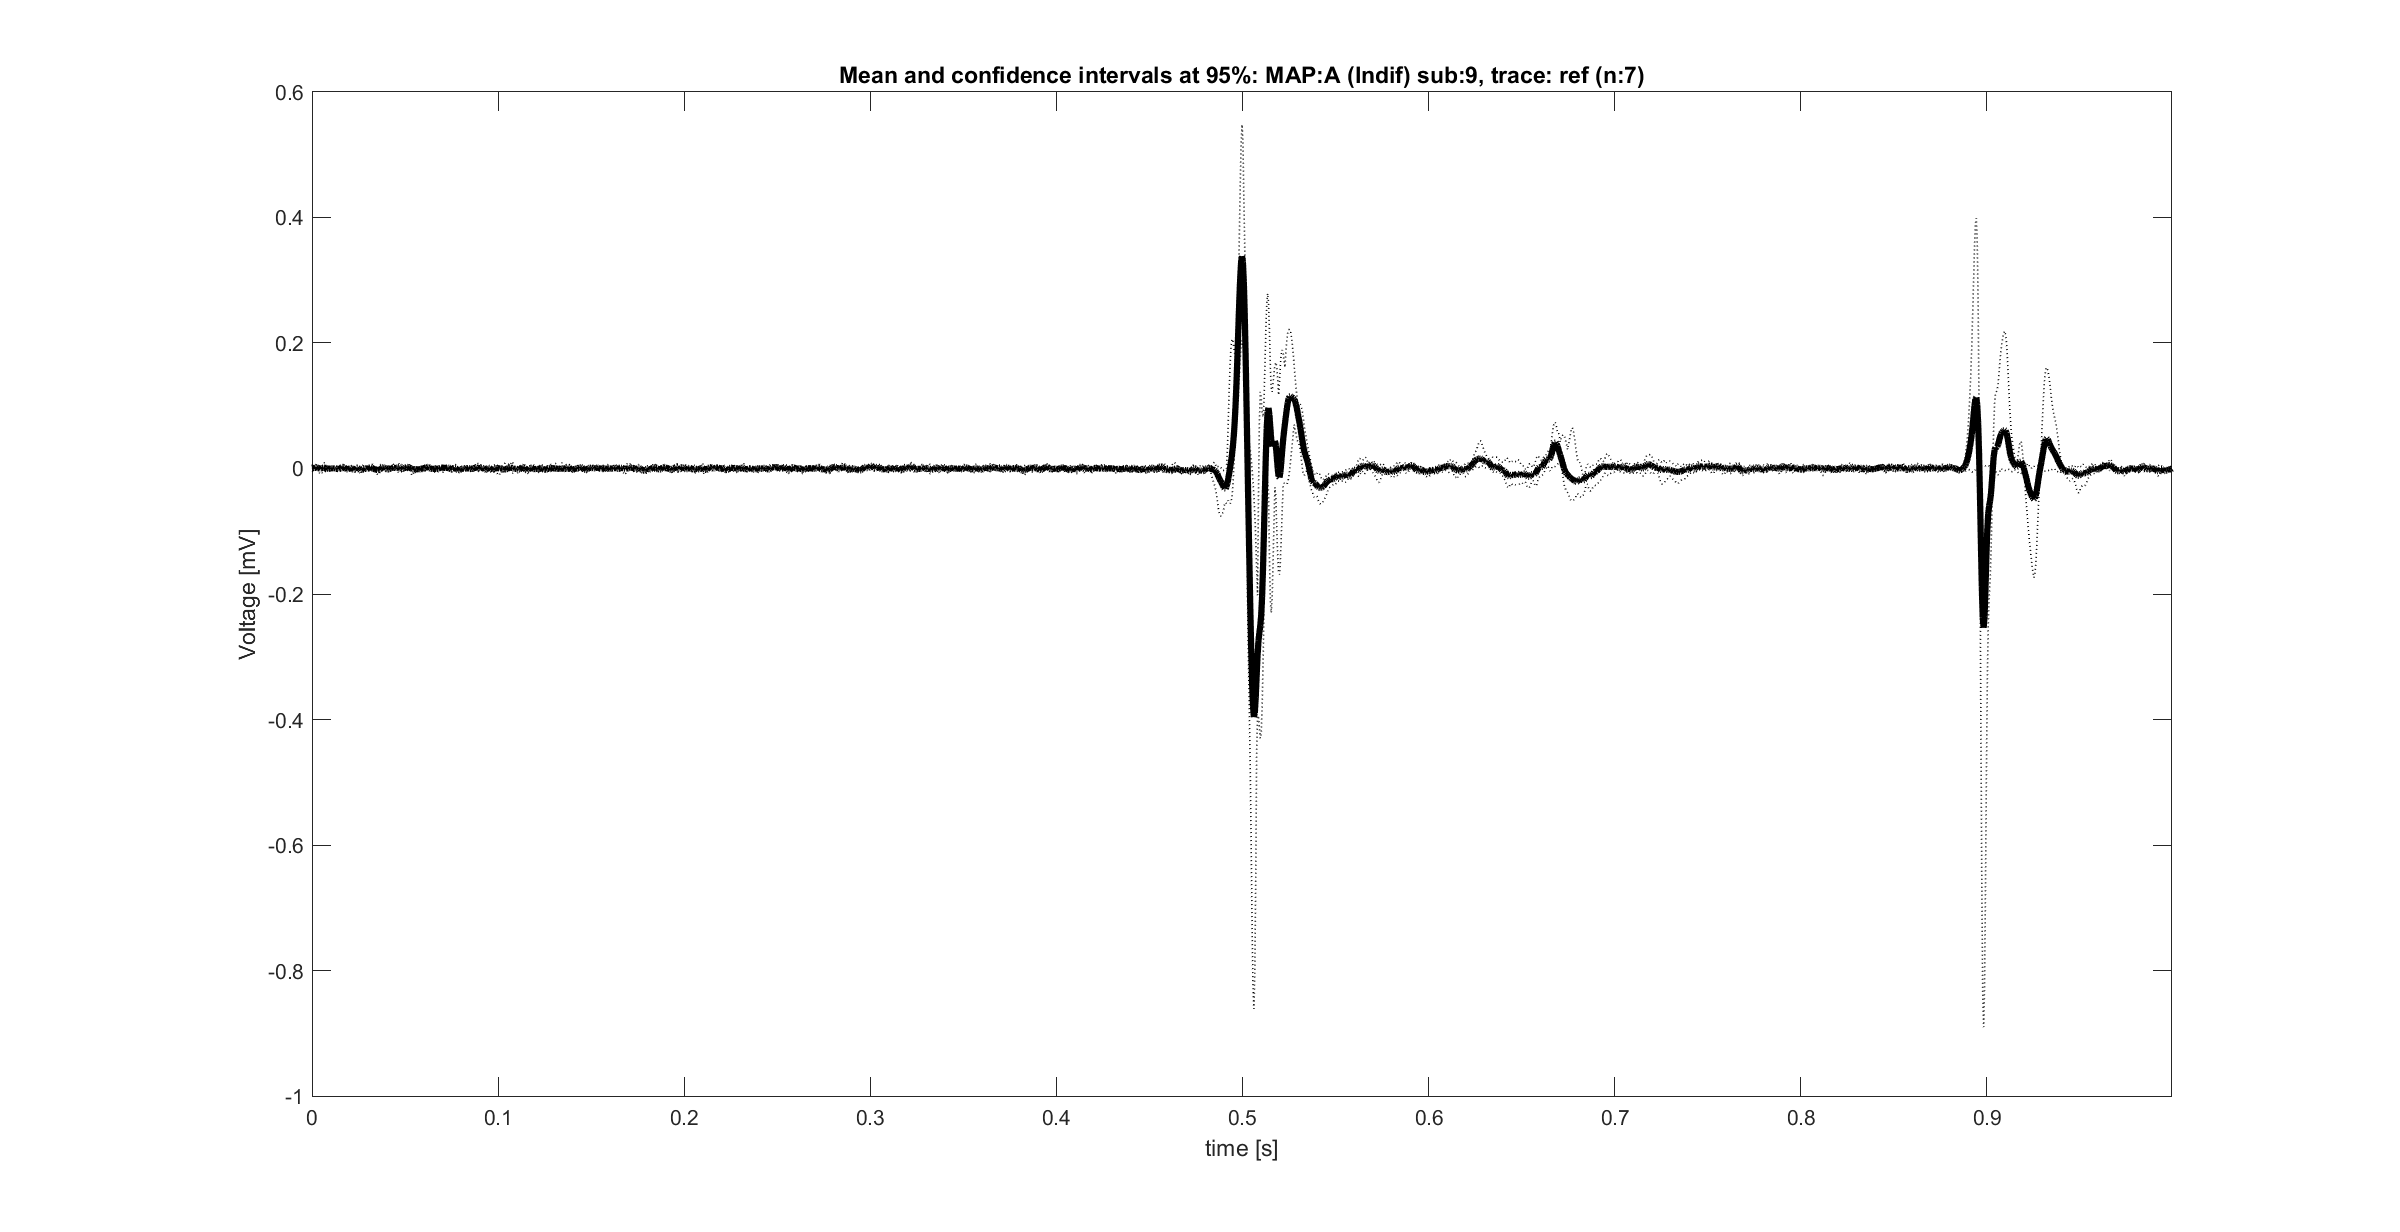 Mean and confidence intervals at 95%: MAP:A (Indif) sub:9, trace: ref (n:7)
0.6
0.4
0.2
0
-0.2
-0.4
-0.6
-0.8
-1
Voltage [mV]
0 0.1 0.2 0.3 0.4 0.5 0.6 0.7 0.8 0.9
time [s]